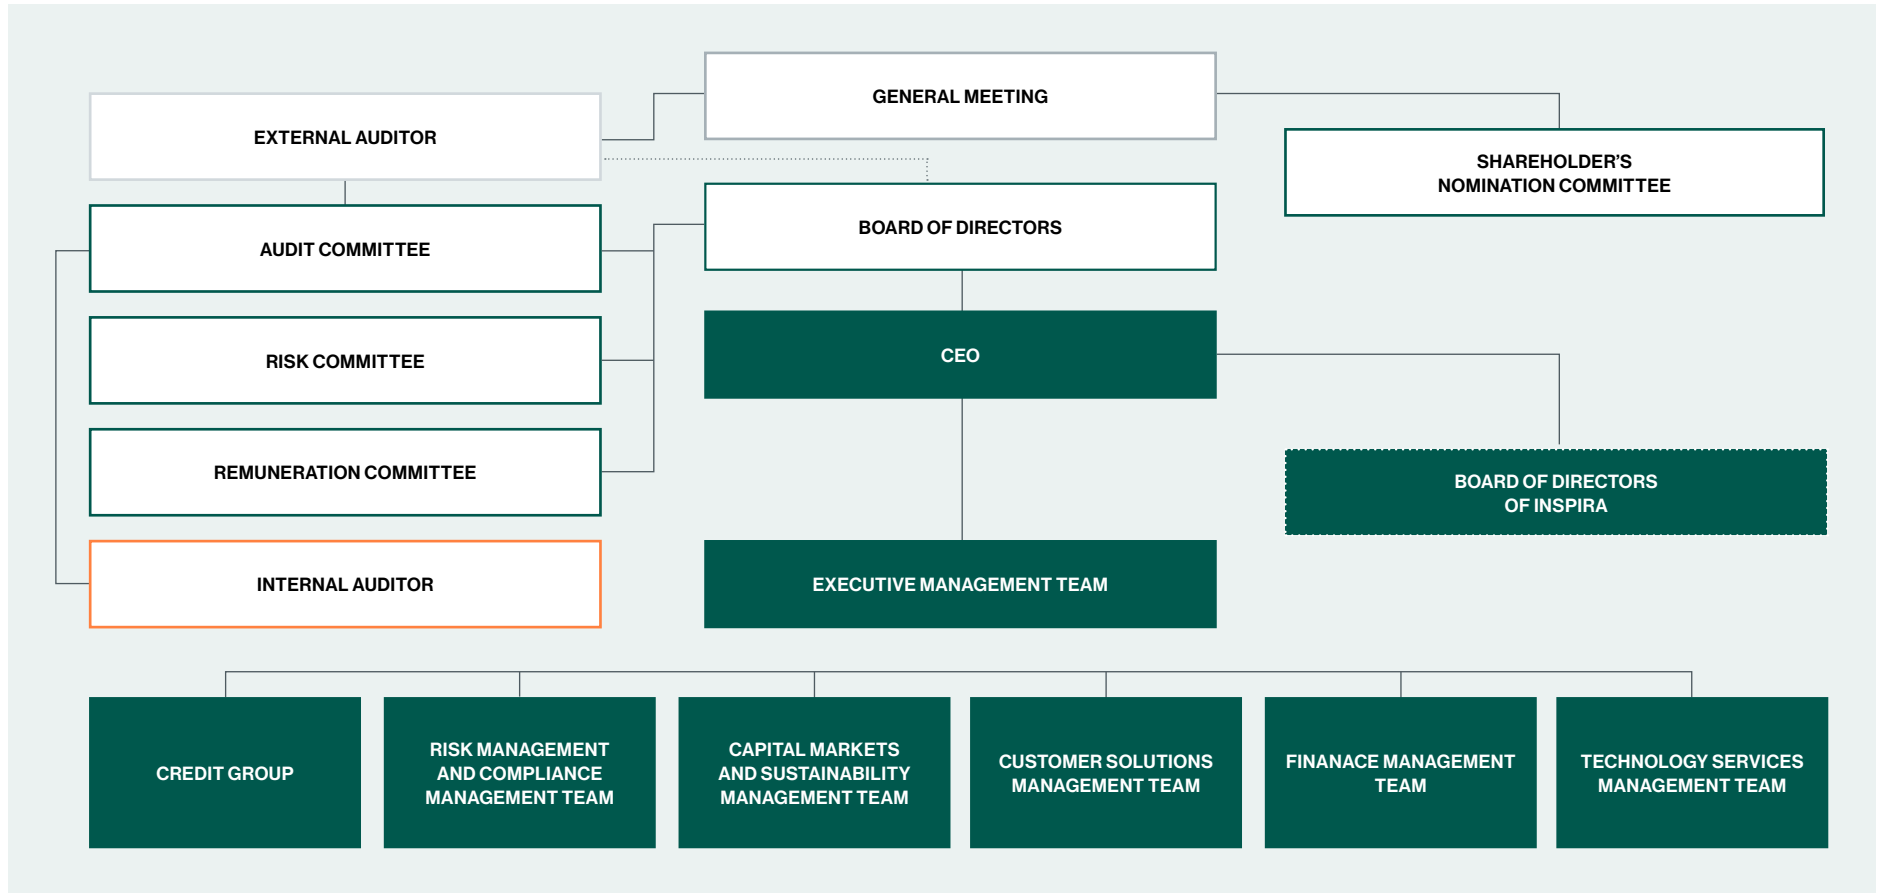 GENERAL MEETING
EXTERNAL AUDITOR
SHAREHOLDER’S
NOMINATION COMMITTEE
BOARD OF DIRECTORS
AUDIT COMMITTEE
CEO
RISK COMMITTEE
REMUNERATION COMMITTEE
BOARD OF DIRECTORS
OF INSPIRA
INTERNAL AUDITOR
EXECUTIVE MANAGEMENT TEAM
CREDIT GROUP
RISK MANAGEMENT
AND COMPLIANCE
MANAGEMENT TEAM
CAPITAL MARKETS
AND SUSTAINABILITY
MANAGEMENT TEAM
CUSTOMER SOLUTIONS
MANAGEMENT TEAM
FINANACE MANAGEMENT
TEAM
TECHNOLOGY SERVICES
MANAGEMENT TEAM